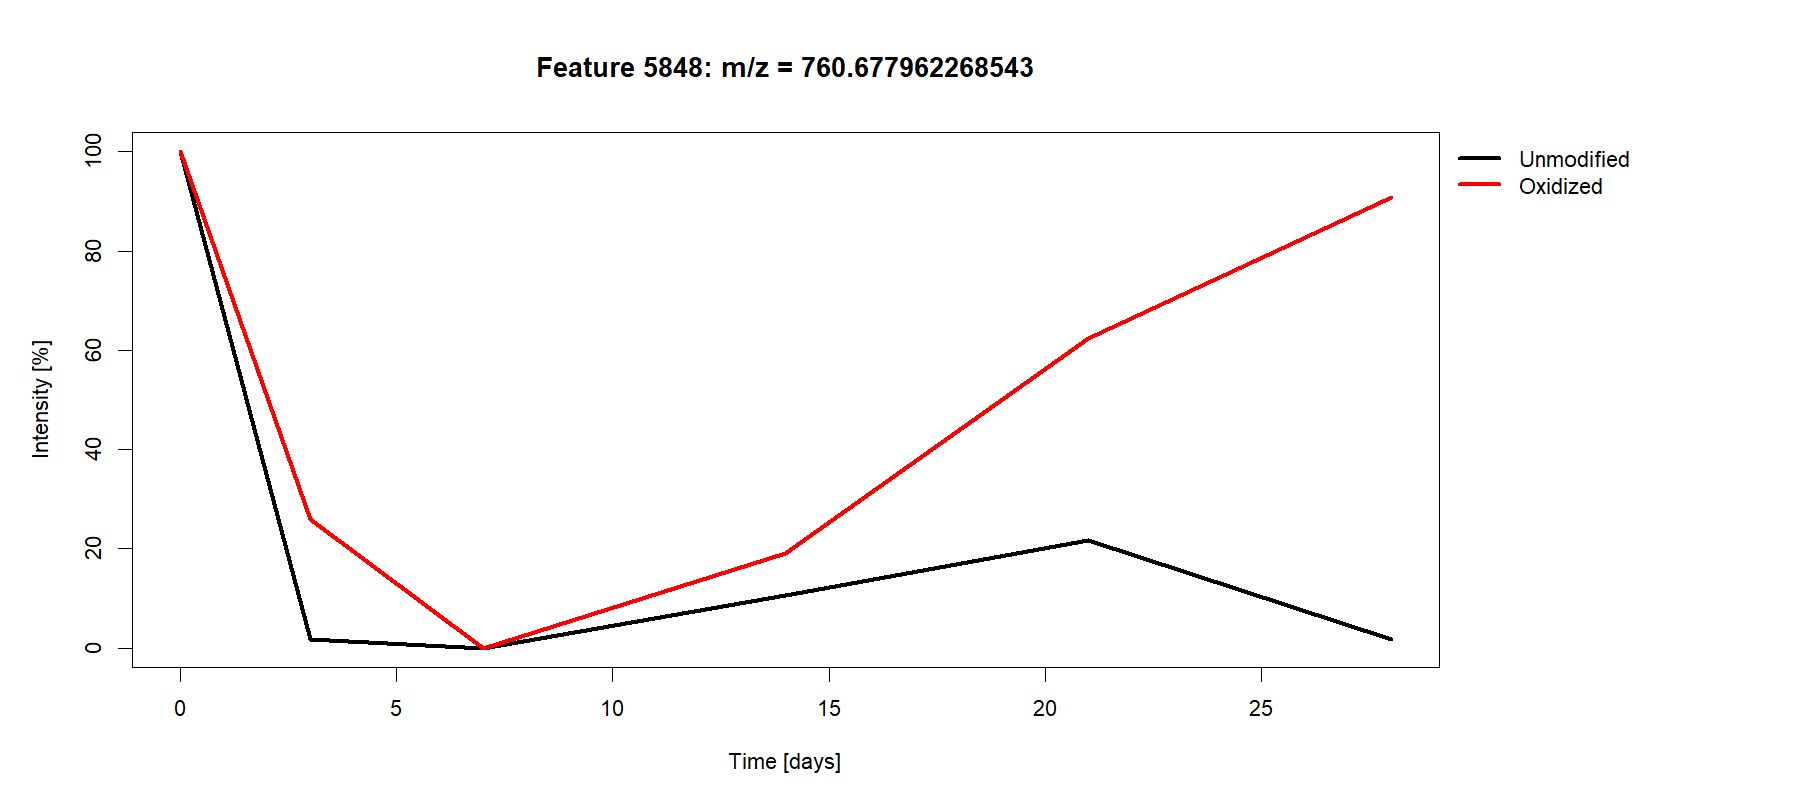 Feature 5848: m/z = 760.677962268543
Unmodified
Oxidized
Intensity [%]
100
80
60
40
20
0
0 5 10 15 20 25
Time [days]